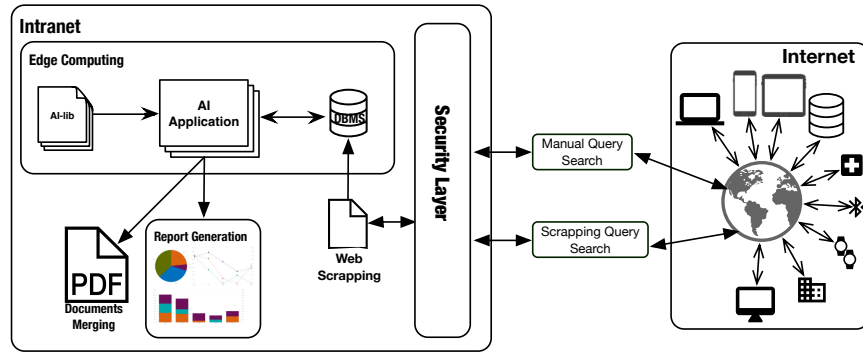 Intranet
Edge Computing
AI-lib
AI
Application
DBMS
Security Layer
Internet
Manual Query
Search
Scrapping Query
Search
Web
Scrapping
Report Generation
PDF
Documents
Merging